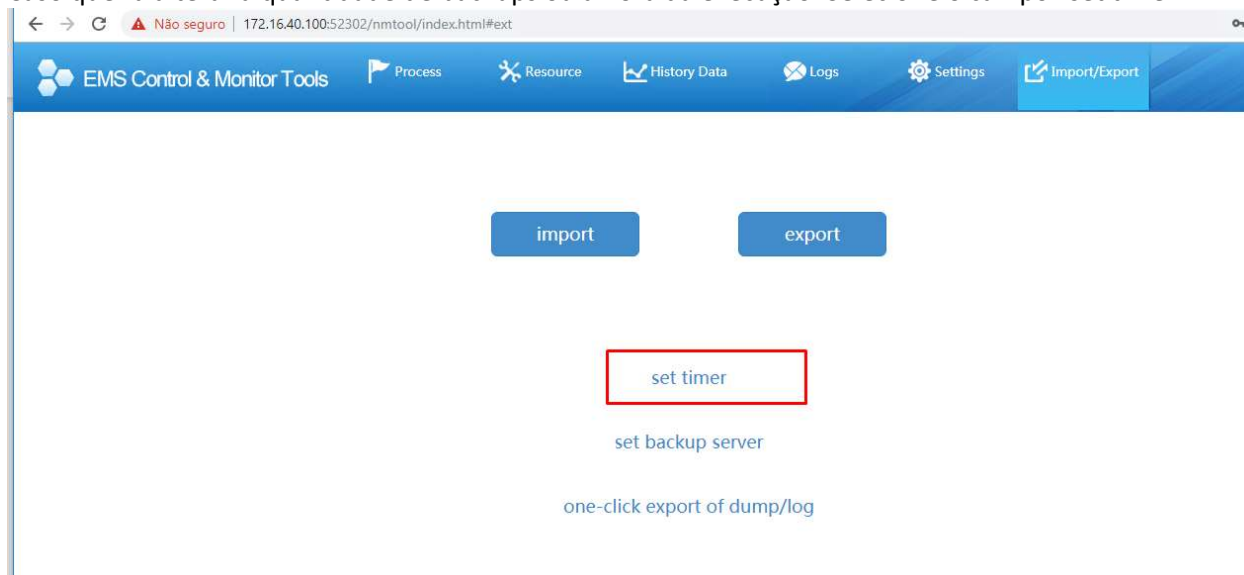 Não seguro | 172.16.40.100:52302/nmtool/index.html#ext
EMS Control & Monitor Tools Process Resource History Data Logs Settings Import/Export
import export
set timer
set backup server
one-click export of dump/log